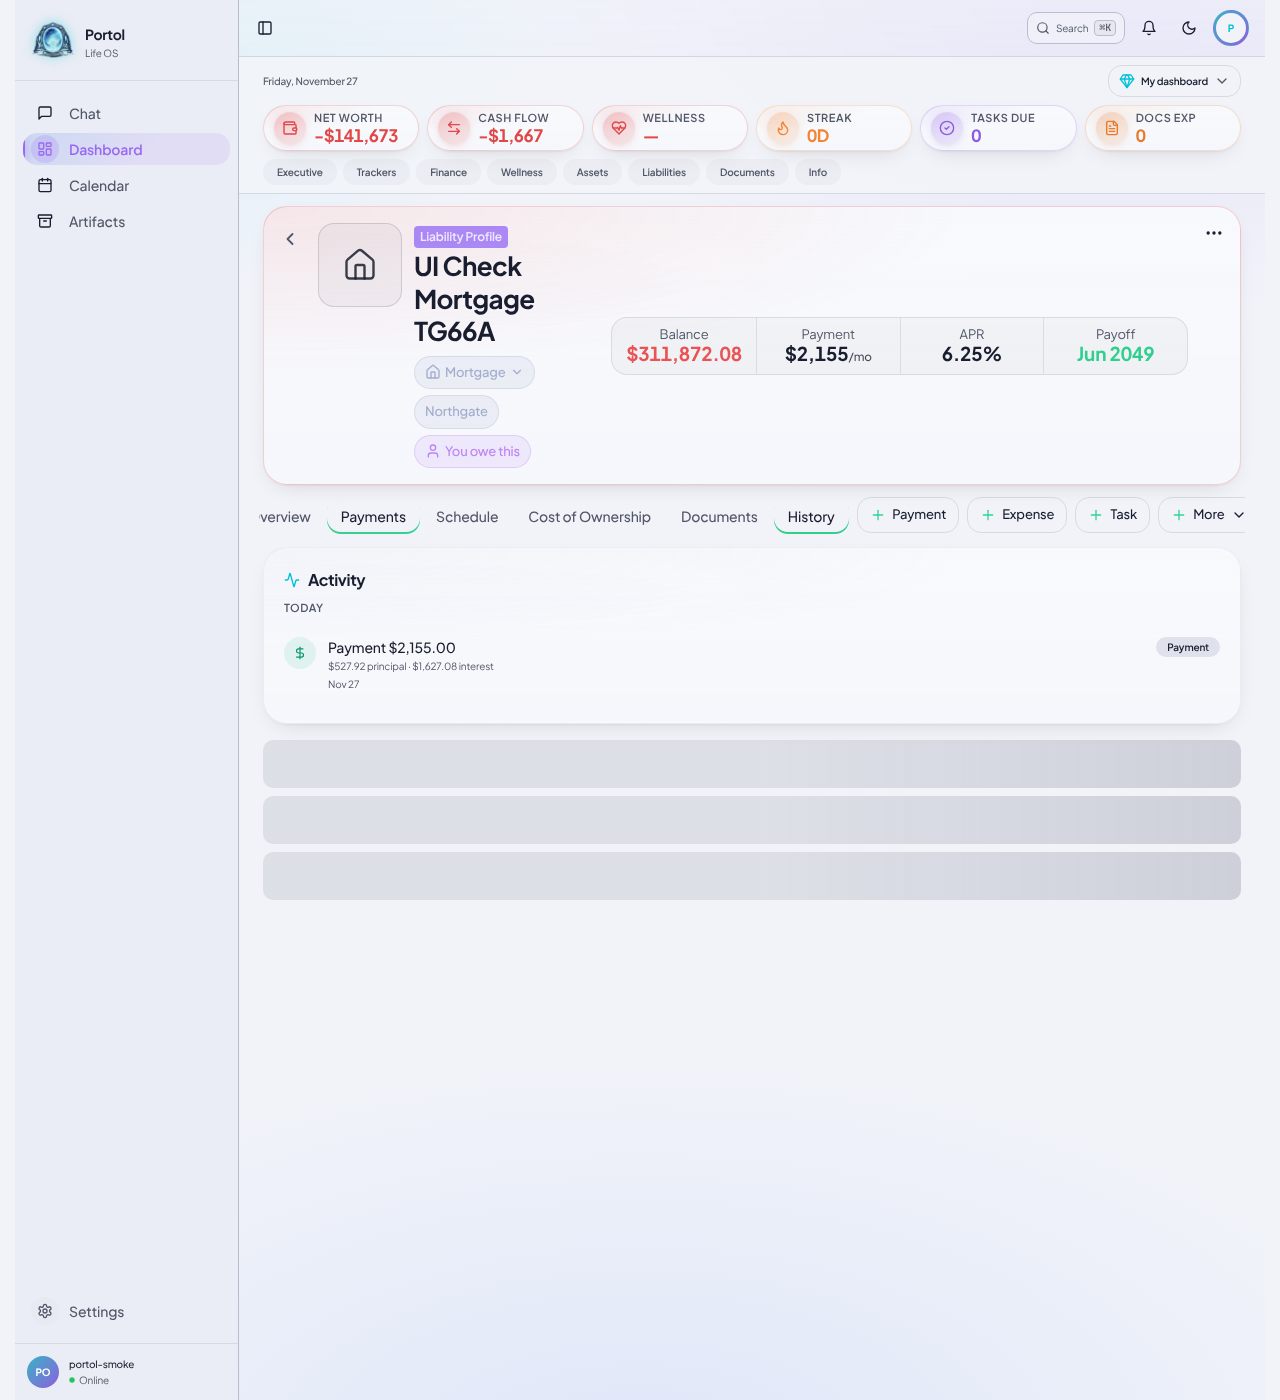 Portol
Life OS
Chat
Dashboard
Calendar
Artifacts
Settings
PO
portol-smoke
Online
Search ⌘K
P
Friday, November 27
My dashboard
NET WORTH
-$141,673
CASH FLOW
-$1,667
WELLNESS
—
STREAK
0D
TASKS DUE
0
DOCS EXP
0
Executive
Trackers
Finance
Wellness
Assets
Liabilities
Documents
Info
Liability Profile
UI Check
Mortgage
TG66A
Mortgage
Northgate
You owe this
Balance
$311,872.08
Payment
$2,155/mo
APR
6.25%
Payoff
Jun 2049
verview
Payments
Schedule
Cost of Ownership
Documents
History
Payment
Expense
Task
More
Activity
TODAY
Payment $2,155.00
$527.92 principal · $1,627.08 interest
Nov 27
Payment